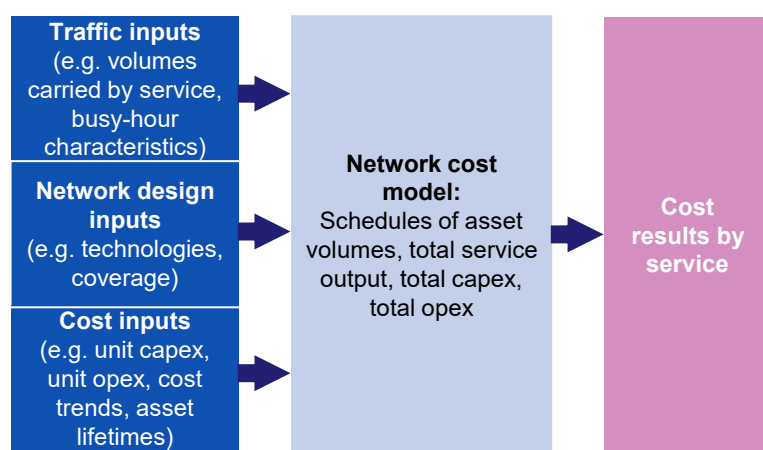 Traffic inputs
(e.g. volumes
carried by service,
busy-hour
characteristics)
Network design
inputs
(e.g. technologies,
coverage)
Cost inputs
(e.g. unit capex,
unit opex, cost
trends, asset
lifetimes)
Network cost
model:
Schedules of asset
volumes, total service
output, total capex,
total opex
Cost
results by
service